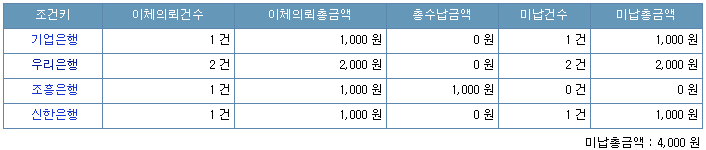 조건키 이체의뢰건수 이체의뢰총금액 총수납금액 미납건수 미납총금액
기업은행 1 건 1,000 원 0 원 1 건 1,000 원
우리은행 2 건 2,000 원 0 원 2 건 2,000 원
조흥은행 1 건 1,000 원 1,000 원 0 건 0 원
신한은행 1 건 1,000 원 0 원 1 건 1,000 원
미납총금액 : 4,000 원